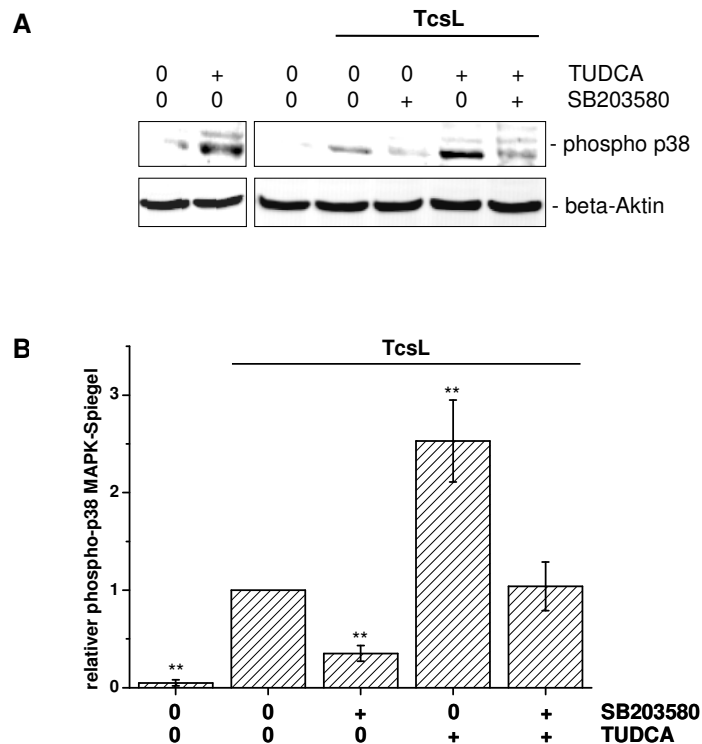 A
TcsL
0 + 0 0 0 + + TUDCA
0 0 0 0 + 0 + SB203580
- phospho p38
- beta-Aktin
B
TcsL
relativer phospho-p38 MAPK-Spiegel
3
2
1
0
**
**
**
0 0 + 0 + SB203580
0 0 0 + + TUDCA